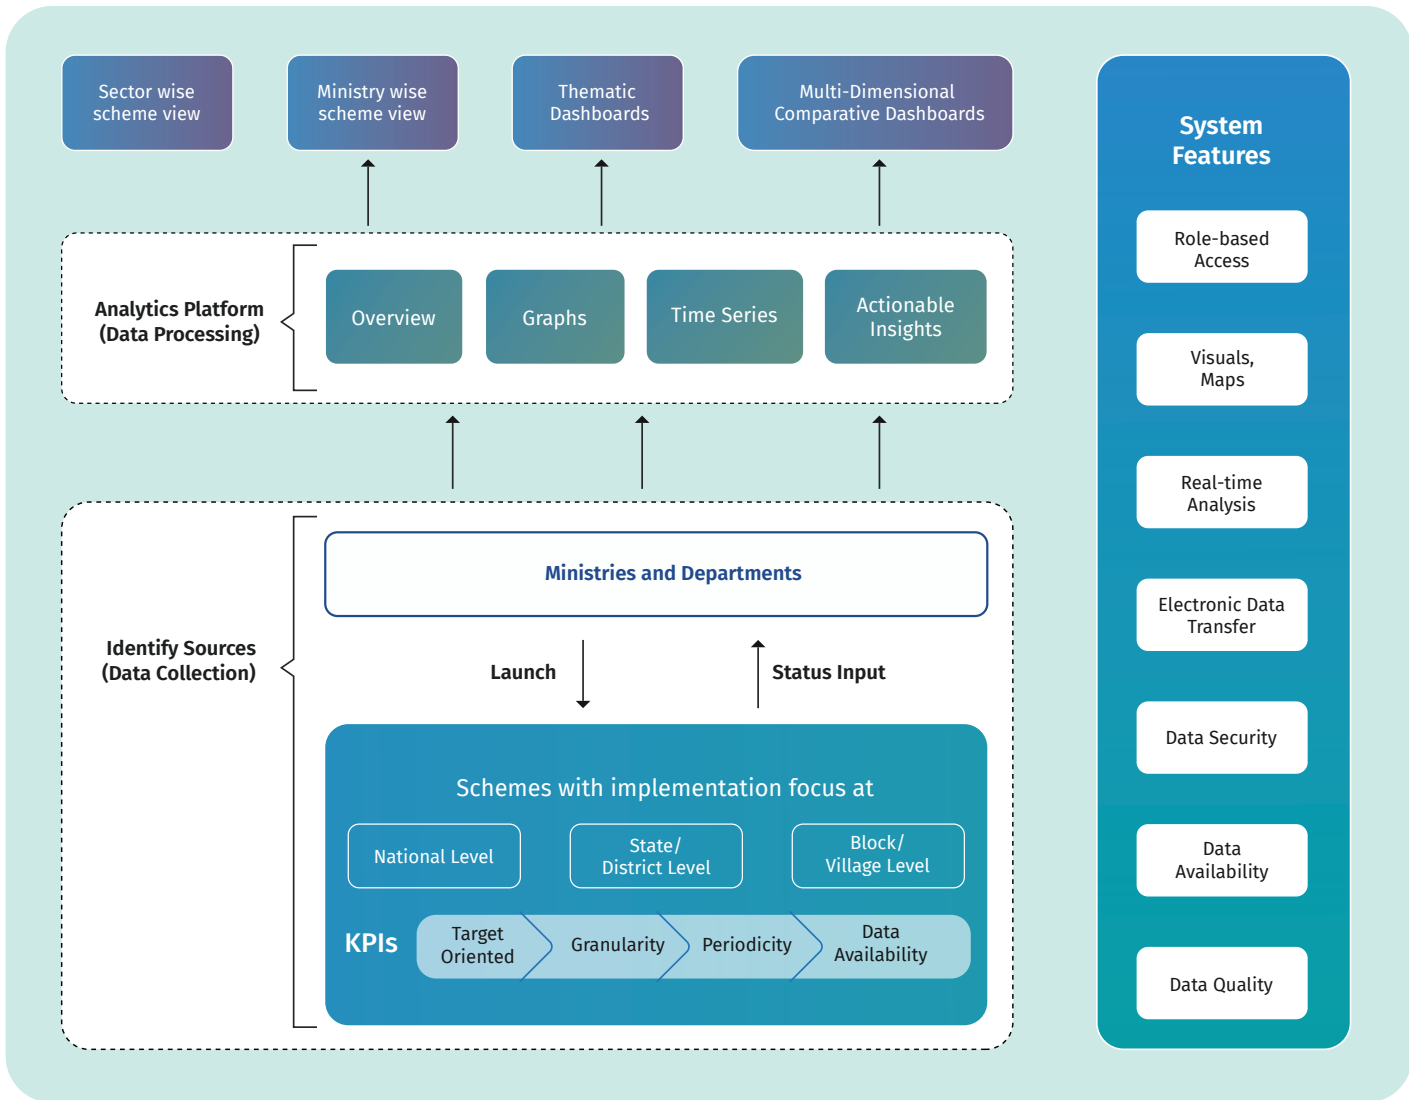 Sector wise
scheme view
Ministry wise
scheme view
Thematic
Dashboards
Multi-Dimensional
Comparative Dashboards
Analytics Platform
(Data Processing)
Overview
Graphs
Time Series
Actionable
Insights
Identify Sources
(Data Collection)
Ministries and Departments
Launch
Status Input
Schemes with implementation focus at
National Level
State/
District Level
Block/
Village Level
KPIs
Target
Oriented
Granularity
Periodicity
Data
Availability
System
Features
Role-based
Access
Visuals,
Maps
Real-time
Analysis
Electronic Data
Transfer
Data Security
Data
Availability
Data Quality